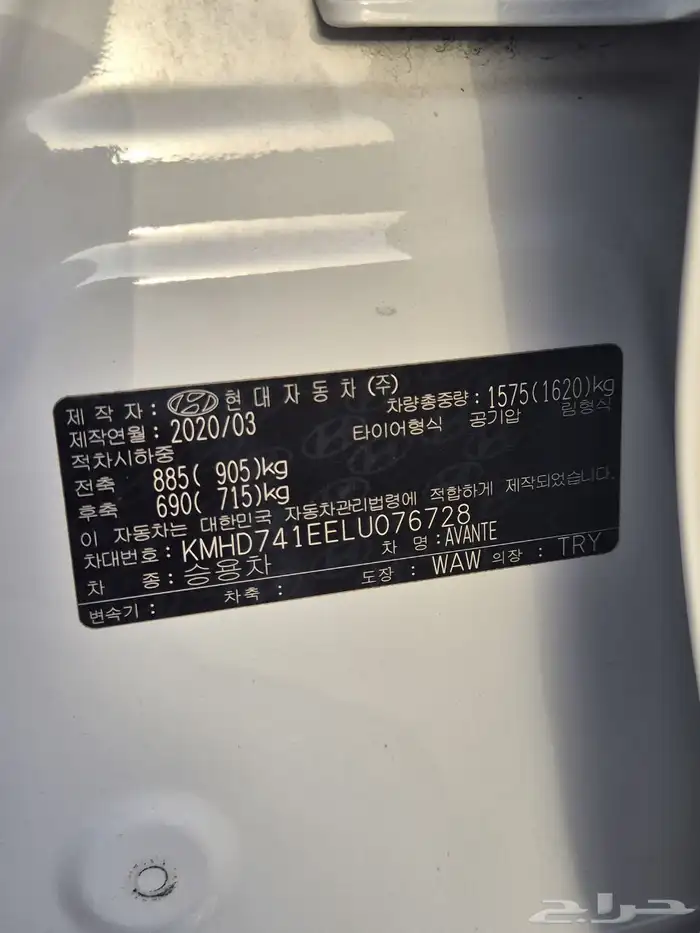 제 작 자 : 현 대 자 동 차 (주)
차량총중량 : 1575(1620)kg
제작연월 : 2020/03
타이어형식 공기압 림형식
적차시하중
전축 885( 905)kg
후축 690( 715)kg
이 자동차는 대한민국 자동차관리법령에 적합하게 제작되었습니다.
차대번호 : KMHD741EELU076728
차 종 : 승용차 차 명 : AVANTE
변속기 : 차축 : 도장 : WAW 의장 : TRY
حراج